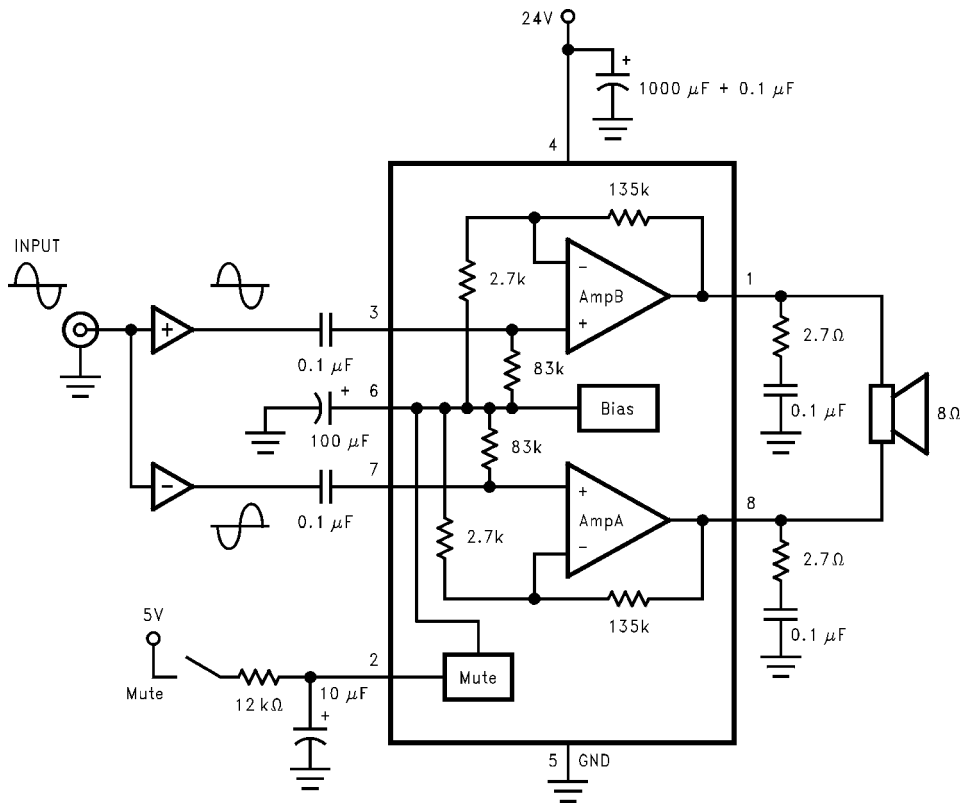 24V
+
1000 µF + 0.1 µF
4
135k
INPUT
2.7k
−
AmpB
+
1
+
3
0.1 µF
2.7Ω
83k
6
+
100 µF
Bias
0.1 µF
8Ω
83k
7
−
0.1 µF
+
AmpA
−
8
2.7k
2.7Ω
135k
0.1 µF
5V
2
Mute
Mute
12kΩ
10 µF
+
5 GND